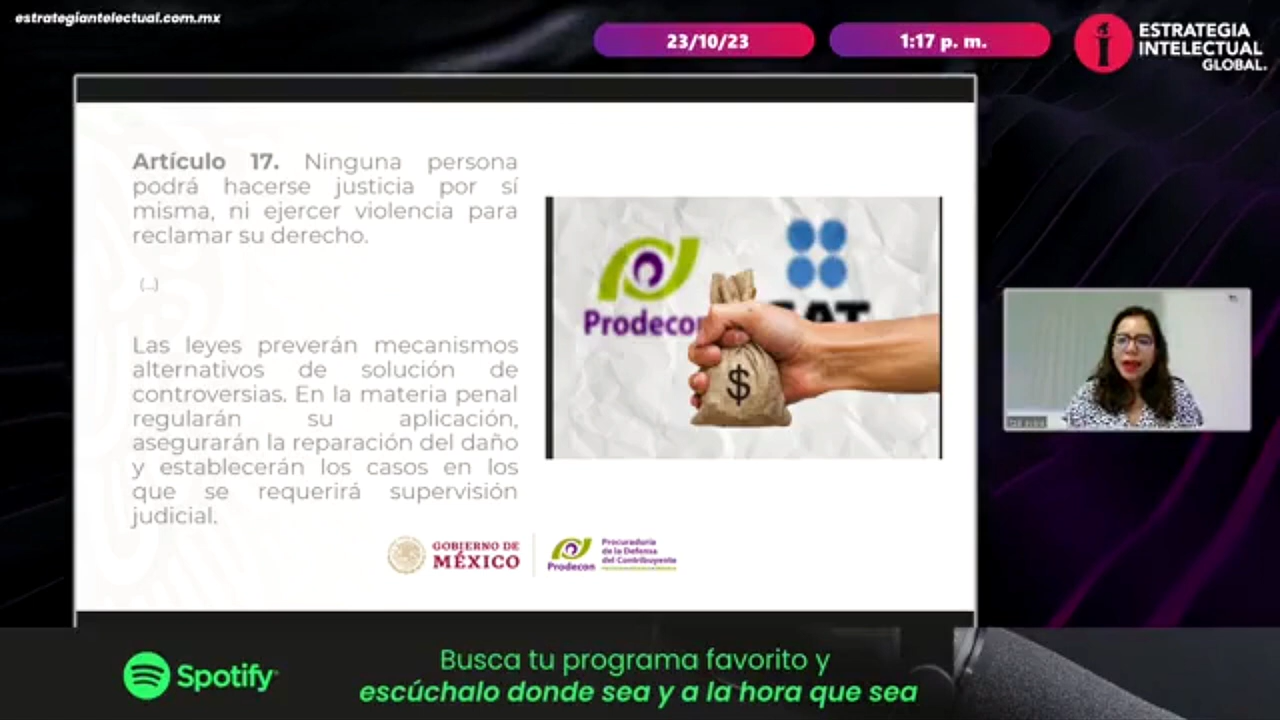 estrategiantelectual.com.mx
23/10/23
1:17 p. m.
ESTRATEGIA
INTELECTUAL
GLOBAL.
Artículo 17. Ninguna persona
podrá hacerse justicia por sí
misma, ni ejercer violencia para
reclamar su derecho.
(...)
Las leyes preverán mecanismos
alternativos de solución de
controversias. En la materia penal
regularán su aplicación,
asegurarán la reparación del daño
y establecerán los casos en los
que se requerirá supervisión
judicial.
Prodecon
SAT
$
GOBIERNO DE
MÉXICO
Prodecon
Procuraduría
de la Defensa
del Contribuyente
Spotify
Busca tu programa favorito y
escúchalo donde sea y a la hora que sea